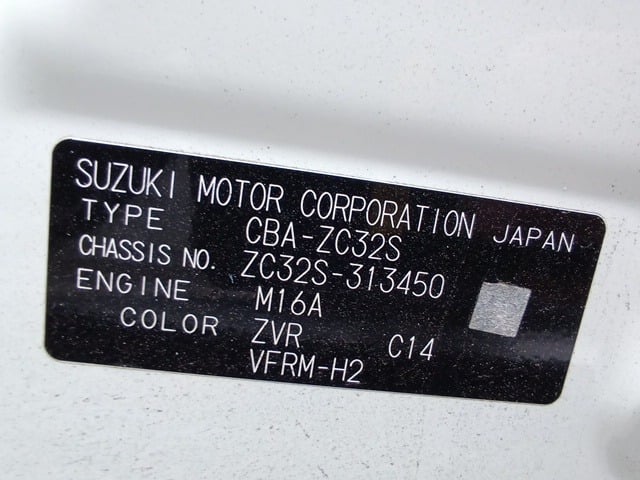 SUZUKI MOTOR CORPORATION JAPAN
TYPE CBA-ZC32S
CHASSIS NO. ZC32S-313450
ENGINE M16A
COLOR ZVR C14
VFRM-H2